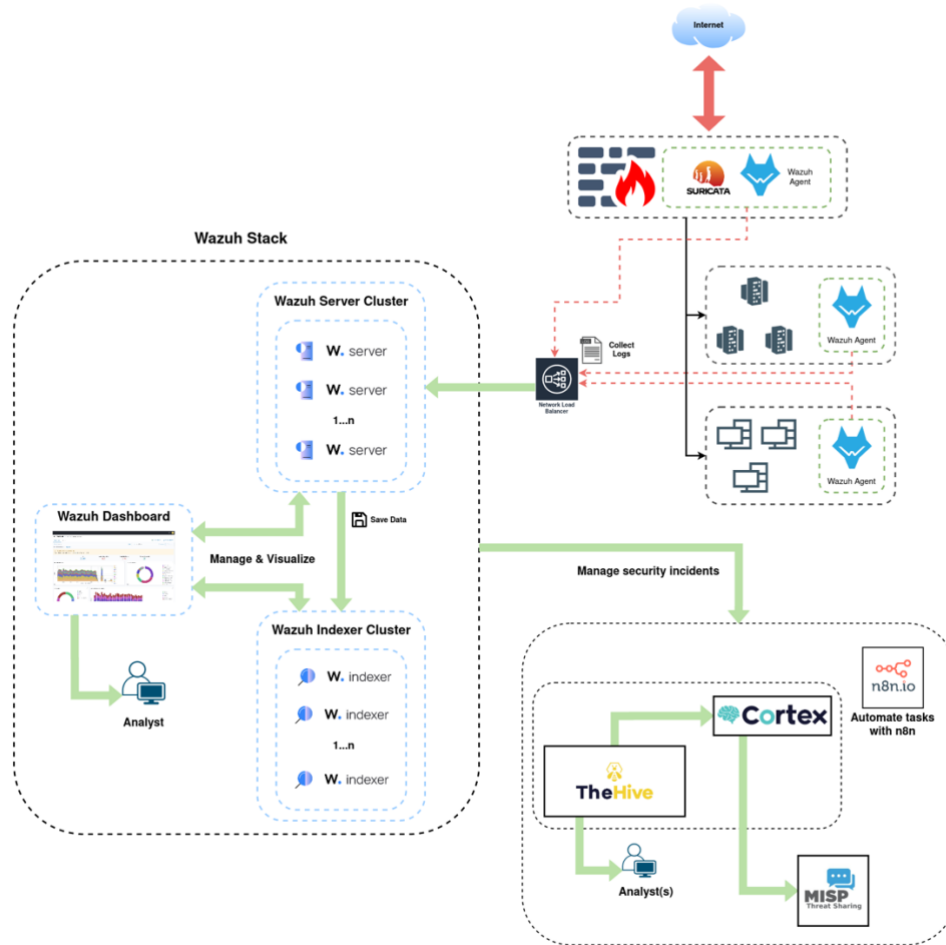 Internet
SURICATA
Wazuh
Agent
Wazuh Stack
Wazuh Server Cluster
W. server
W. server
1...n
W. server
Collect
Logs
Network Load
Balancer
Wazuh Agent
Wazuh Agent
Wazuh Dashboard
Save Data
Manage & Visualize
Manage security incidents
Wazuh Indexer Cluster
W. indexer
W. indexer
1...n
W. indexer
Analyst
n8n.io
Automate tasks
with n8n
Cortex
TheHive
Analyst(s)
MISP
Threat Sharing